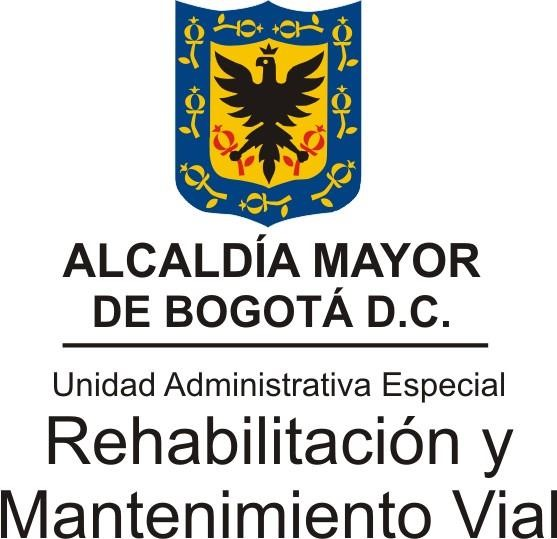 ALCALDÍA MAYOR
DE BOGOTÁ D.C.
Unidad Administrativa Especial
Rehabilitación y
Mantenimiento Vial